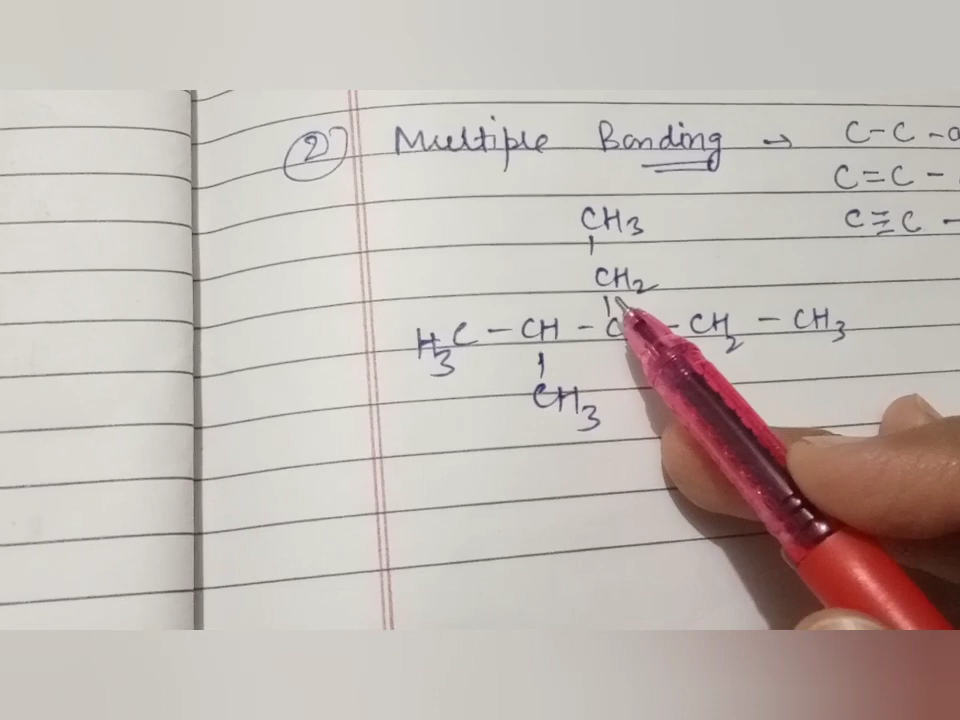 ② Multiple Bonding → C-C -
C=C -
C≡C -
CH3
CH2
H3C - CH - C - CH2 - CH3
CH3